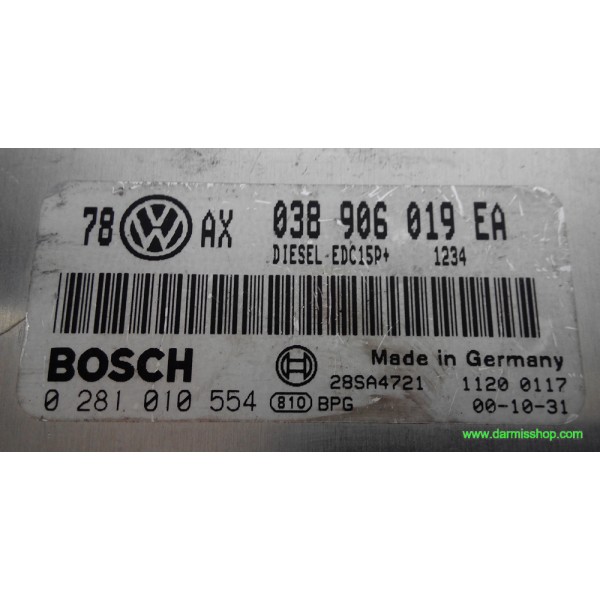 78 VW AX 038 906 019 EA
DIESEL EDC15P+ 1234
BOSCH Made in Germany
28SA4721 1120 0117
0 281 010 554 810 BPG 00-10-31
www.darmisshop.com